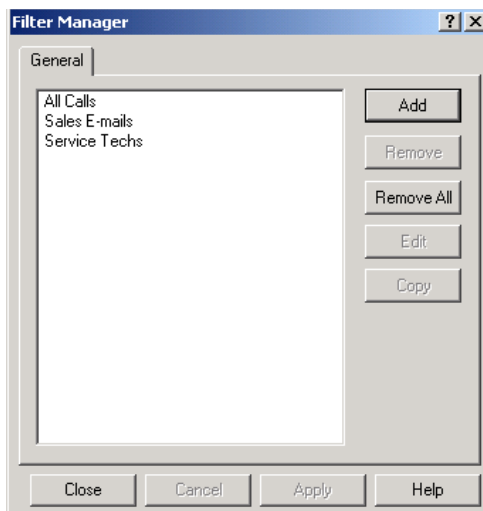 Filter Manager
General
All Calls
Sales E-mails
Service Techs
Add
Remove
Remove All
Edit
Copy
Close
Cancel
Apply
Help